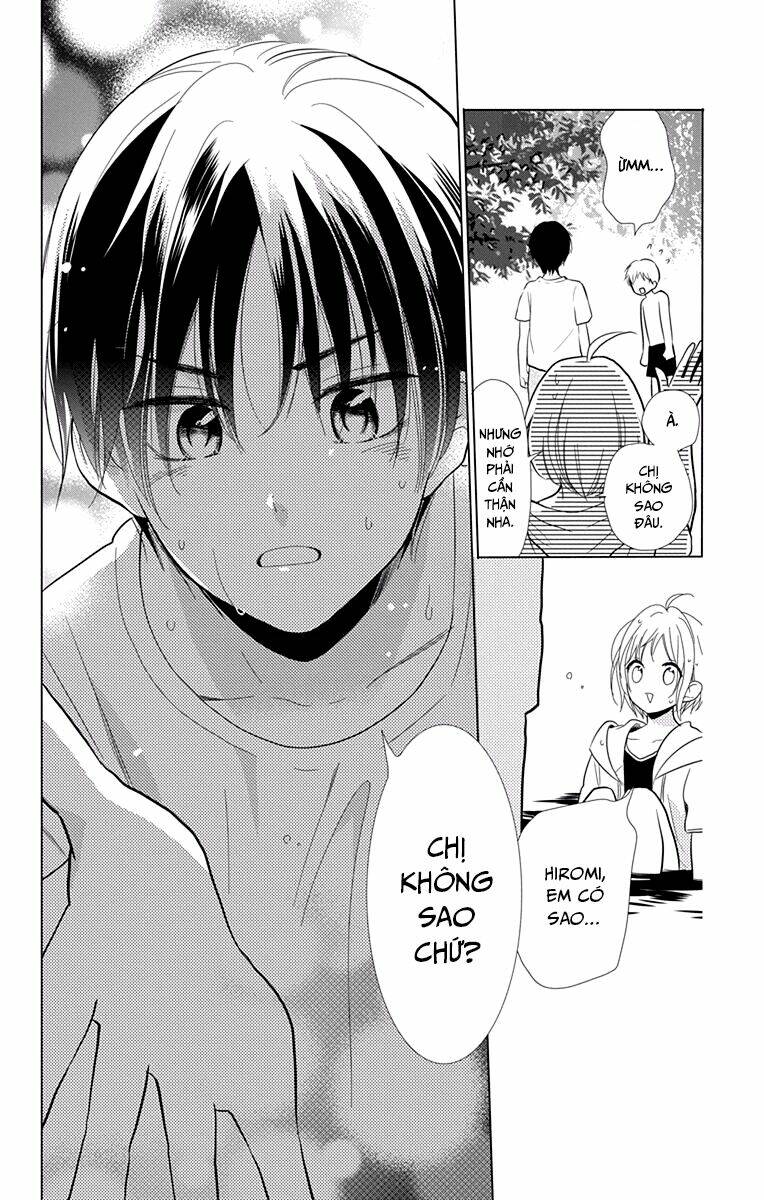 ỪMM...
À.
CHỊ
KHÔNG
SAO
ĐÂU.
NHƯNG
NHỚ
PHẢI
CẨN
THẬN
NHA.
HIROMI,
EM CÓ
SAO...
CHỊ
KHÔNG
SAO
CHỨ?